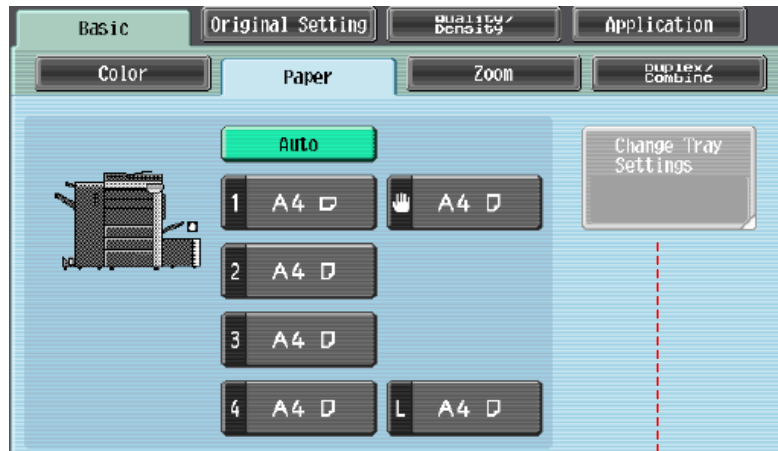 Basic
Original Setting
Quality/
Density
Application
Color
Paper
Zoom
Duplex/
Combine
Auto
Change Tray
Settings
1 A4
A4
2 A4
3 A4
4 A4
L A4